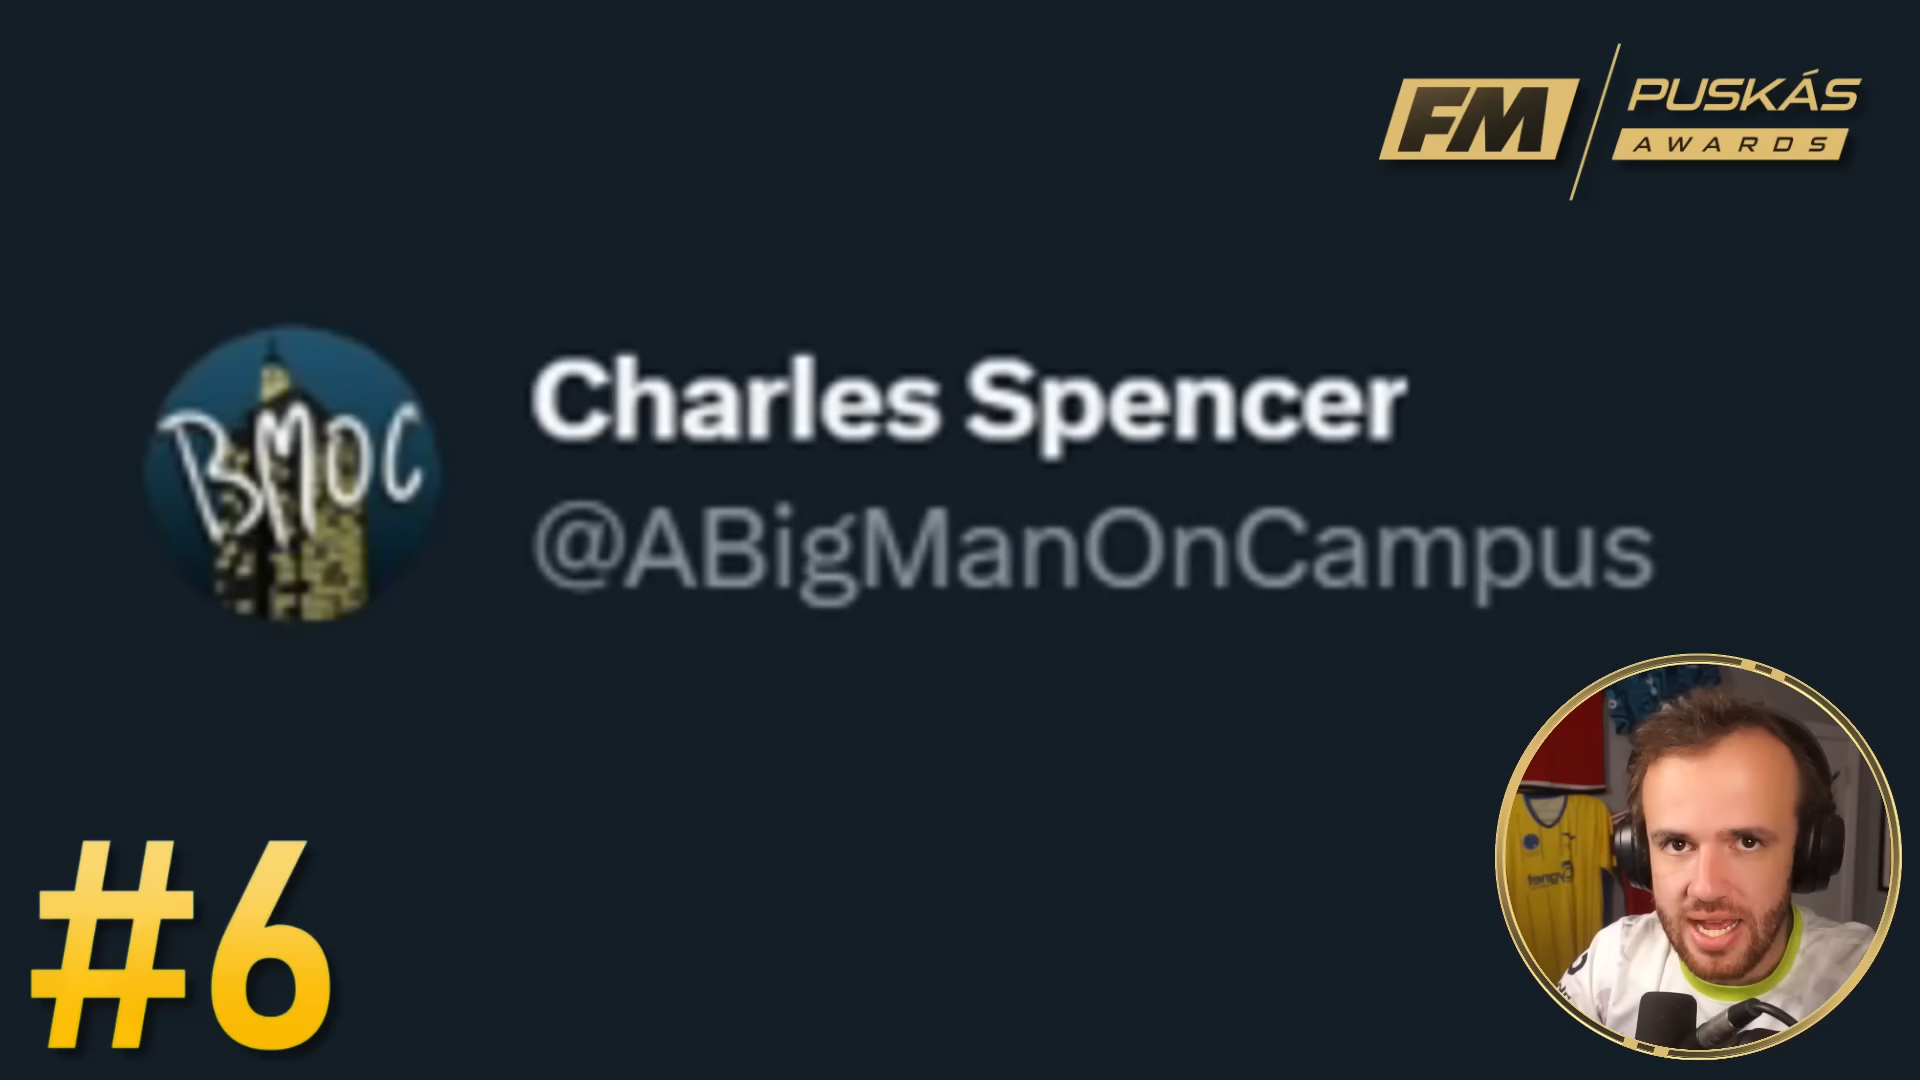 FM PUSKÁS
AWARDS
BMOC
Charles Spencer
@ABigManOnCampus
#6